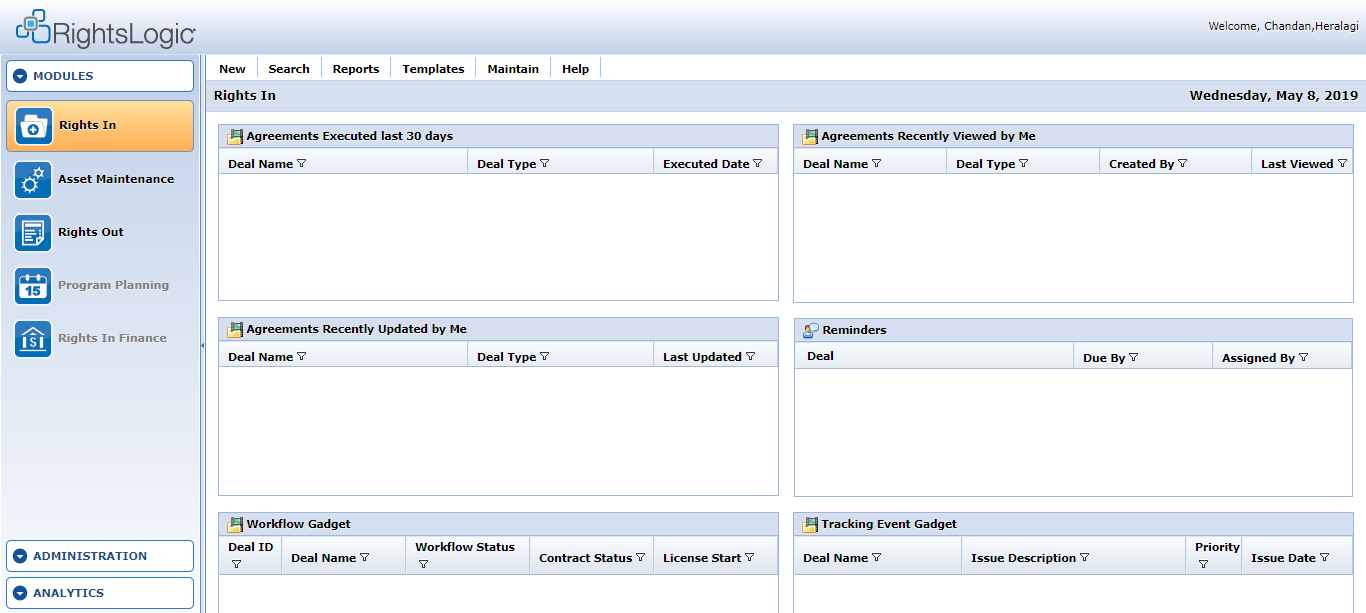 RightsLogic
Welcome, Chandan,Heralagi
MODULES
Rights In
Asset Maintenance
Rights Out
15
Program Planning
$
Rights In Finance
ADMINISTRATION
ANALYTICS
New Search Reports Templates Maintain Help
Rights In Wednesday, May 8, 2019
Agreements Executed last 30 days
Deal Name Deal Type Executed Date
Agreements Recently Viewed by Me
Deal Name Deal Type Created By Last Viewed
Agreements Recently Updated by Me
Deal Name Deal Type Last Updated
Reminders
Deal Due By Assigned By
Workflow Gadget
Deal ID Deal Name Workflow Status Contract Status License Start
Tracking Event Gadget
Deal Name Issue Description Priority Issue Date